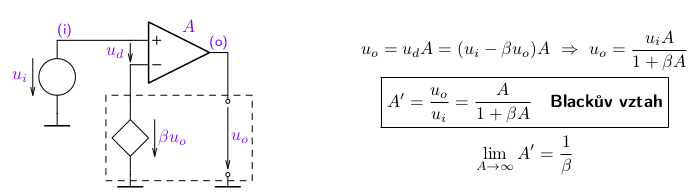 (i)
A
(o)
+
−
u_d
u_i
βu_o
u_o
u_o = u_d A = (u_i − βu_o)A ⇒ u_o = u_i A / (1 + βA)
A′ = u_o / u_i = A / (1 + βA) Blackův vztah
lim A→∞ A′ = 1 / β